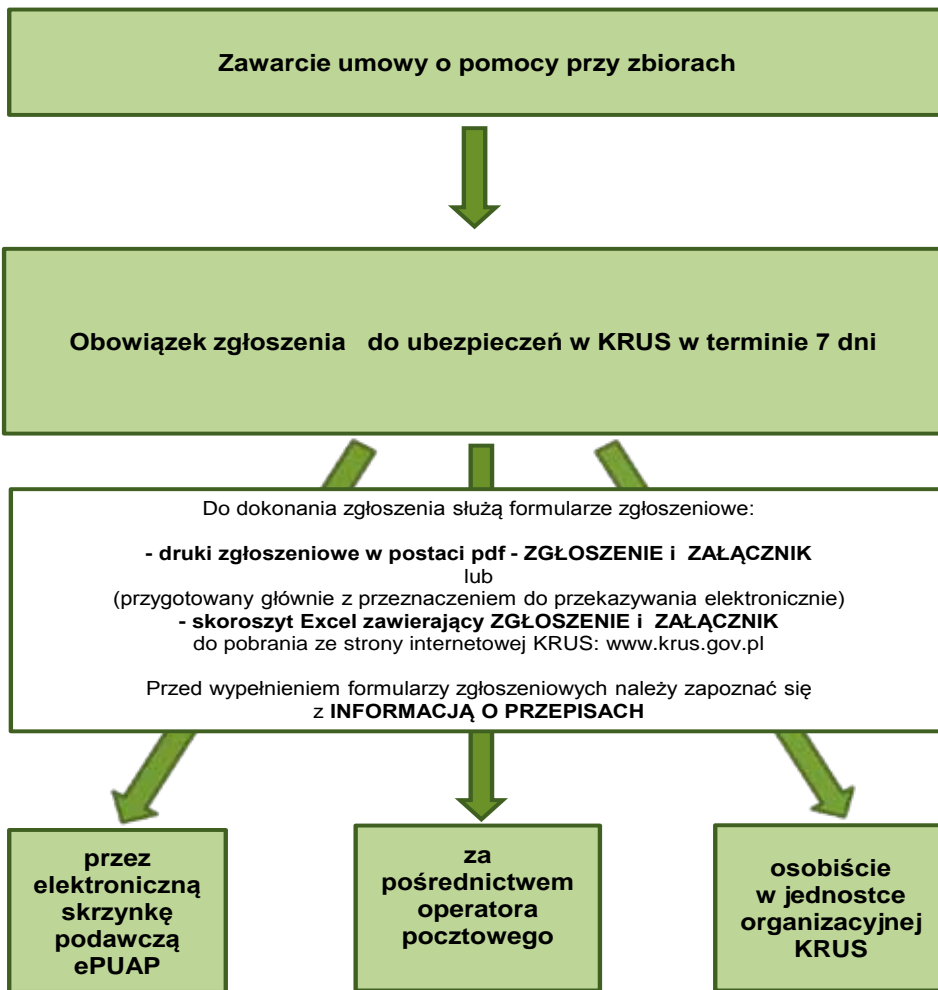 Zawarcie umowy o pomocy przy zbiorach
Obowiązek zgłoszenia do ubezpieczeń w KRUS w terminie 7 dni
Do dokonania zgłoszenia służą formularze zgłoszeniowe:
- druki zgłoszeniowe w postaci pdf - ZGŁOSZENIE i ZAŁĄCZNIK
lub
(przygotowany głównie z przeznaczeniem do przekazywania elektronicznie)
- skoroszyt Excel zawierający ZGŁOSZENIE i ZAŁĄCZNIK
do pobrania ze strony internetowej KRUS: www.krus.gov.pl
Przed wypełnieniem formularzy zgłoszeniowych należy zapoznać się
z INFORMACJĄ O PRZEPISACH
przez
elektroniczną
skrzynkę
podawczą
ePUAP
za
pośrednictwem
operatora
pocztowego
osobiście
w jednostce
organizacyjnej
KRUS